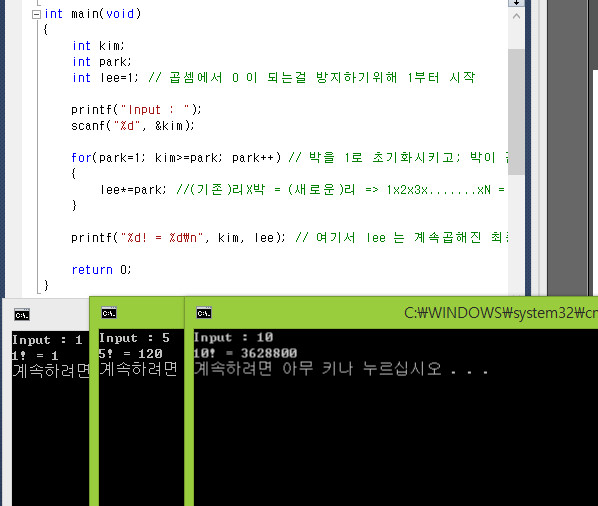 int main(void)
{
int kim;
int park;
int lee=1; // 곱셈에서 0 이 되는걸 방지하기위해 1부터 시작
printf("Input : ");
scanf("%d", &kim);
for(park=1; kim>=park; park++) // 박을 1로 초기화시키고; 박이
{
lee*=park; //(기존)리X박 = (새로운)리 => 1x2x3x.......xN =
}
printf("%d! = %d₩n", kim, lee); // 여기서 lee 는 계속곱해진
return 0;
}
C:\.
Input : 1
1! = 1
계속하려면
C:\.
Input : 5
5! = 120
계속하려면
C:\.
C:₩WINDOWS₩system32₩cr
Input : 10
10! = 3628800
계속하려면 아무 키나 누르십시오 . . .